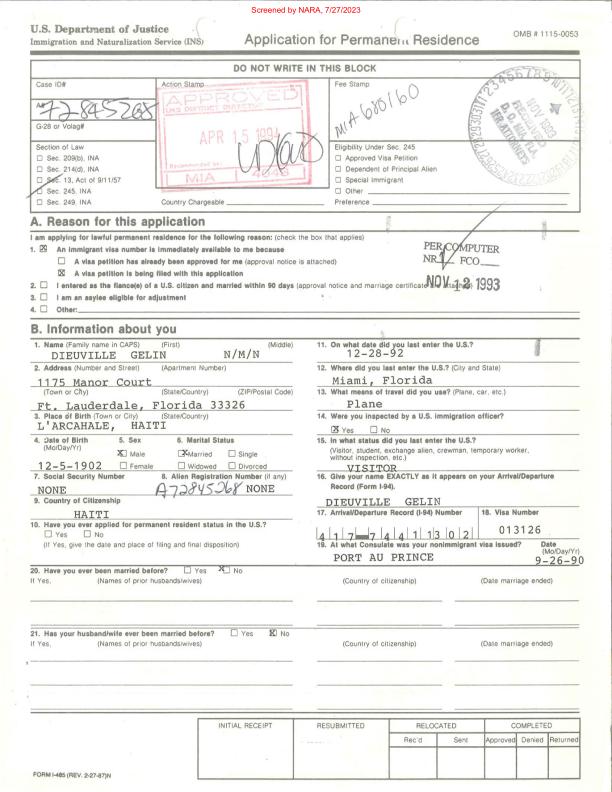 Screened by NARA, 7/27/2023
U.S. Department of Justice
Immigration and Naturalization Service (INS)
Application for Permanent Residence
OMB # 1115-0053
DO NOT WRITE IN THIS BLOCK
Case ID#
Action Stamp
Fee Stamp
A# 72845268
G-28 or Volag#
APPROVED
APR 15 1994
MIA 4048
MIA 680160
NOV 1993
Section of Law
☐ Sec. 209(b), INA
☐ Sec. 214(d), INA
☐ Sec. 13, Act of 9/11/57
☐ Sec. 245, INA
☐ Sec. 249, INA
Country Chargeable
Eligibility Under Sec. 245
☐ Approved Visa Petition
☐ Dependent of Principal Alien
☐ Special Immigrant
☐ Other
Preference
A. Reason for this application
I am applying for lawful permanent residence for the following reason: (check the box that applies)
1. ☒ An immigrant visa number is immediately available to me because
☐ A visa petition has already been approved for me (approval notice is attached)
☒ A visa petition is being filed with this application
2. ☐ I entered as the fiance(e) of a U.S. citizen and married within 90 days (approval notice and marriage certificate attached)
3. ☐ I am an asylee eligible for adjustment
4. ☐ Other:
PER COMPUTER
NR FCO
NOV 12 1993
B. Information about you
1. Name (Family name in CAPS) (First) (Middle)
DIEUVILLE GELIN N/M/N
2. Address (Number and Street) (Apartment Number)
1175 Manor Court
(Town or City) (State/Country) (ZIP/Postal Code)
Ft. Lauderdale, Florida 33326
3. Place of Birth (Town or City) (State/Country)
L'ARCAHALE, HAITI
4. Date of Birth (Mo/Day/Yr)
5. Sex
6. Marital Status
☒ Male ☒ Married ☐ Single
12-5-1902 ☐ Female ☐ Widowed ☐ Divorced
7. Social Security Number
8. Alien Registration Number (if any)
NONE A72845268 NONE
9. Country of Citizenship
HAITI
10. Have you ever applied for permanent resident status in the U.S.?
☐ Yes ☐ No
(If Yes, give the date and place of filing and final disposition)
11. On what date did you last enter the U.S.?
12-28-92
12. Where did you last enter the U.S.? (City and State)
Miami, Florida
13. What means of travel did you use? (Plane, car, etc.)
Plane
14. Were you inspected by a U.S. immigration officer?
☒ Yes ☐ No
15. In what status did you last enter the U.S.?
(Visitor, student, exchange alien, crewman, temporary worker, without inspection, etc.)
VISITOR
16. Give your name EXACTLY as it appears on your Arrival/Departure Record (Form I-94).
DIEUVILLE GELIN
17. Arrival/Departure Record (I-94) Number
18. Visa Number
417-74411302 013126
19. At what Consulate was your nonimmigrant visa issued? Date (Mo/Day/Yr)
PORT AU PRINCE 9-26-90
20. Have you ever been married before? ☐ Yes ☒ No
If Yes, (Names of prior husbands/wives) (Country of citizenship) (Date marriage ended)
21. Has your husband/wife ever been married before? ☐ Yes ☒ No
If Yes, (Names of prior husbands/wives) (Country of citizenship) (Date marriage ended)
INITIAL RECEIPT RESUBMITTED RELOCATED COMPLETED
Rec'd Sent Approved Denied Returned
FORM I-485 (REV. 2-27-87)N